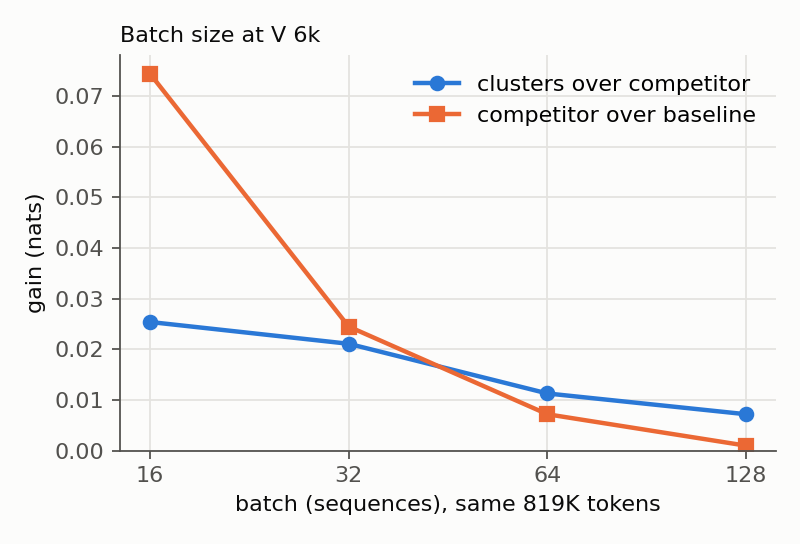 Batch size at V 6k
clusters over competitor
competitor over baseline
gain (nats)
0.07
0.06
0.05
0.04
0.03
0.02
0.01
0.00
16 32 64 128
batch (sequences), same 819K tokens